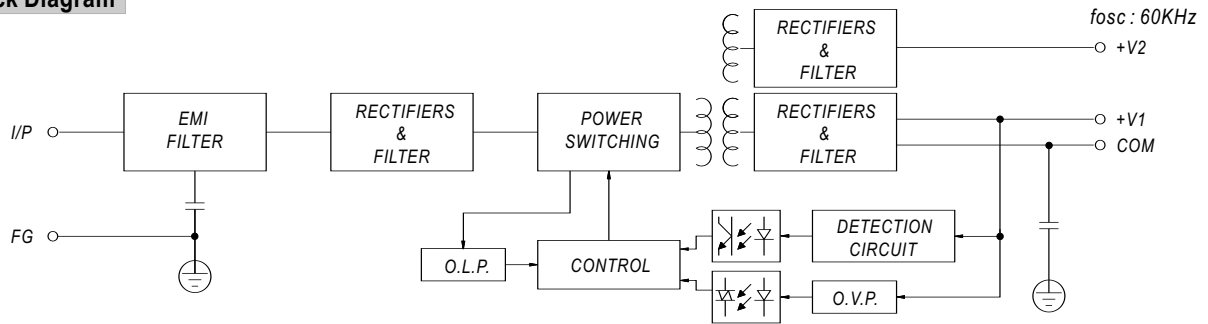 ck Diagram
fosc : 60KHz
RECTIFIERS
&
FILTER
+V2
I/P
EMI
FILTER
RECTIFIERS
&
FILTER
POWER
SWITCHING
RECTIFIERS
&
FILTER
+V1
COM
FG
O.L.P.
CONTROL
DETECTION
CIRCUIT
O.V.P.